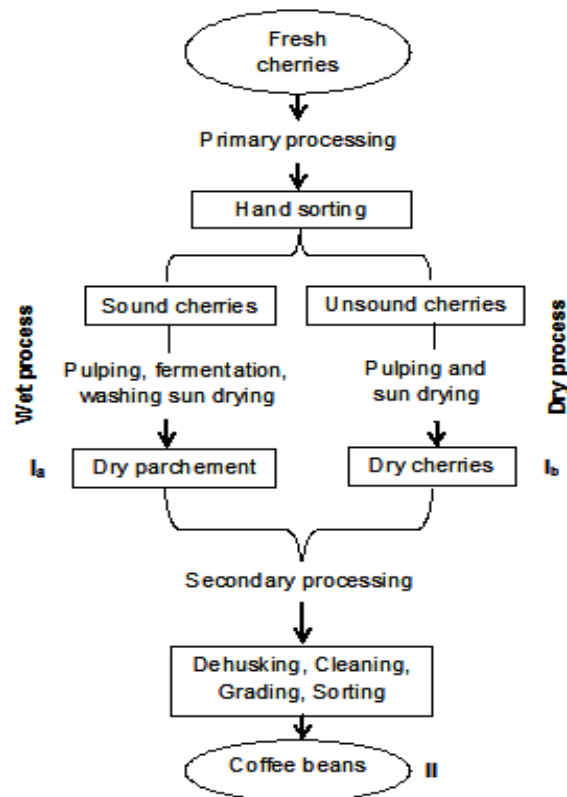 Fresh
cherries
Primary processing
Hand sorting
Sound cherries
Unsound cherries
Wet process
Dry process
Pulping, fermentation,
washing sun drying
Pulping and
sun drying
Ia
Dry parchement
Dry cherries
Ib
Secondary processing
Dehusking, Cleaning,
Grading, Sorting
Coffee beans
II